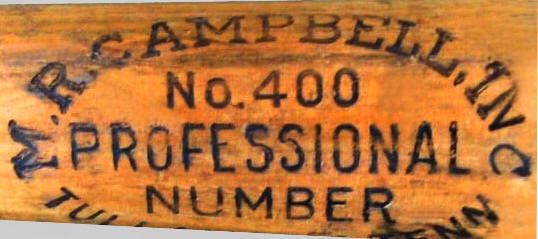 M.R. CAMPBELL, INC
No. 400
PROFESSIONAL
NUMBER